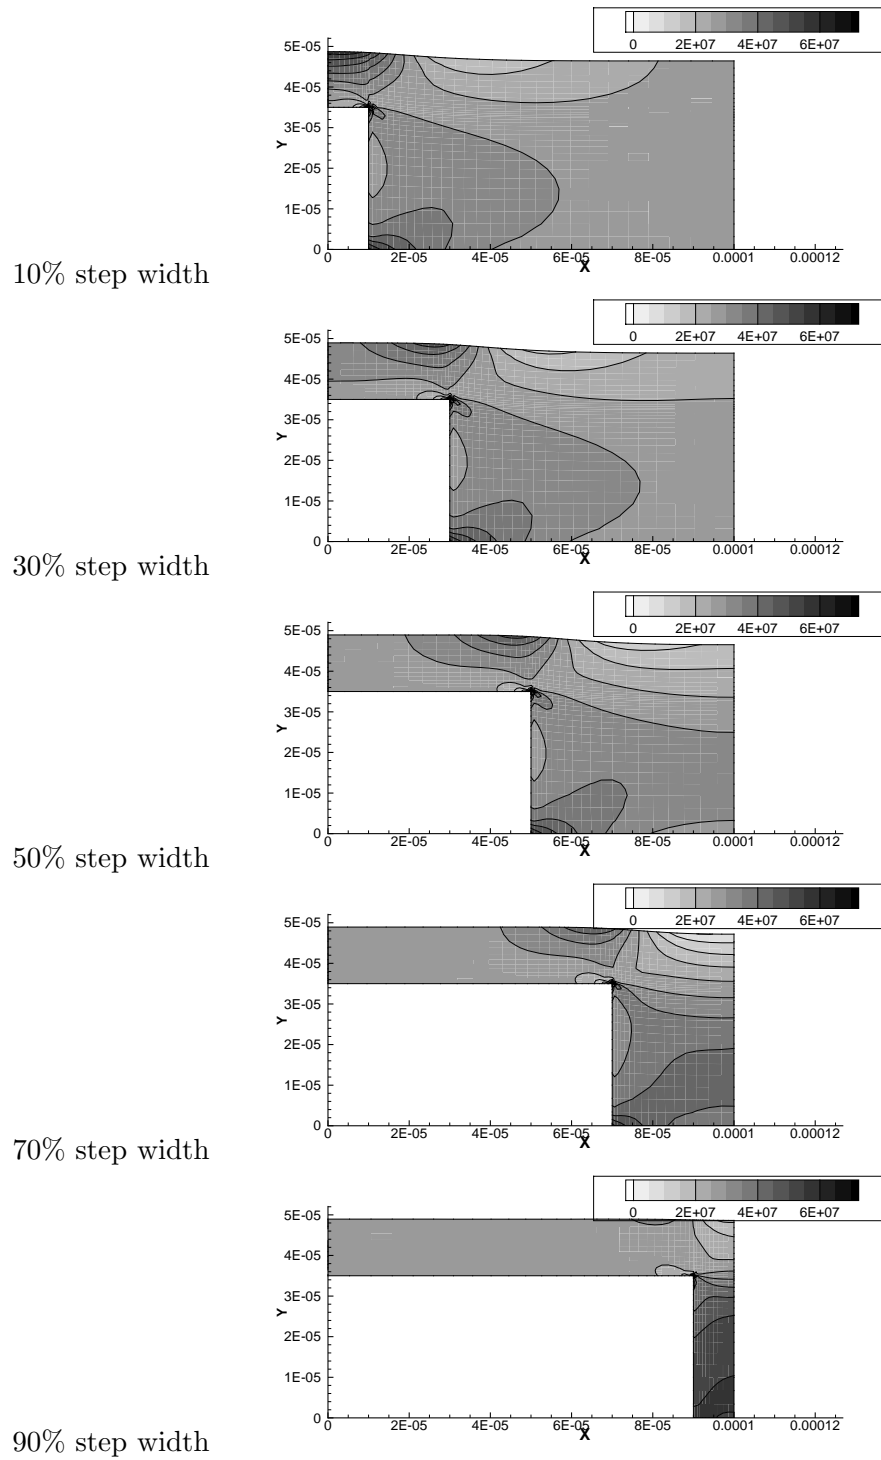 0 2E+07 4E+07 6E+07
5E-05
4E-05
3E-05
Y
2E-05
1E-05
0
0 2E-05 4E-05 6E-05 8E-05 0.0001 0.00012
X
10% step width
0 2E+07 4E+07 6E+07
5E-05
4E-05
3E-05
Y
2E-05
1E-05
0
0 2E-05 4E-05 6E-05 8E-05 0.0001 0.00012
X
30% step width
0 2E+07 4E+07 6E+07
5E-05
4E-05
3E-05
Y
2E-05
1E-05
0
0 2E-05 4E-05 6E-05 8E-05 0.0001 0.00012
X
50% step width
0 2E+07 4E+07 6E+07
5E-05
4E-05
3E-05
Y
2E-05
1E-05
0
0 2E-05 4E-05 6E-05 8E-05 0.0001 0.00012
X
70% step width
0 2E+07 4E+07 6E+07
5E-05
4E-05
3E-05
Y
2E-05
1E-05
0
0 2E-05 4E-05 6E-05 8E-05 0.0001 0.00012
X
90% step width